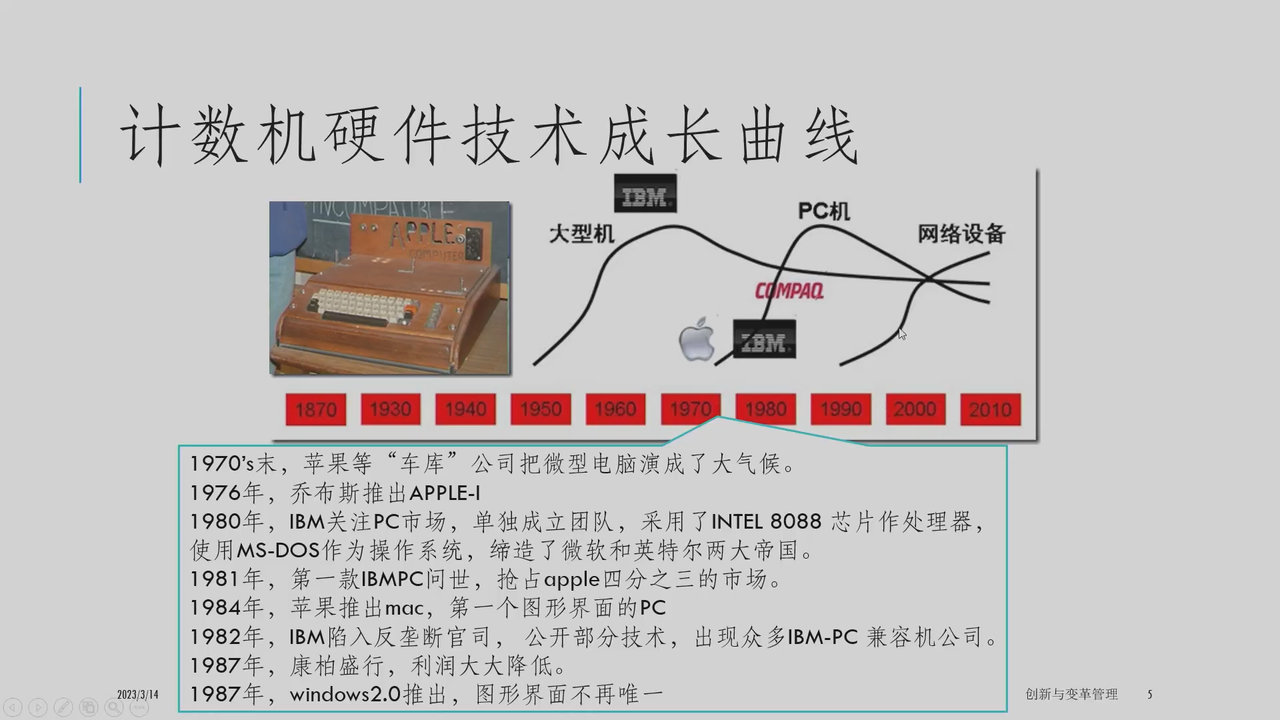 计数机硬件技术成长曲线
INCOMPATIBLE
APPLE
COMPUTER
IBM
大型机
PC机
网络设备
COMPAQ
IBM
1870 1930 1940 1950 1960 1970 1980 1990 2000 2010
1970’s末，苹果等“车库”公司把微型电脑演成了大气候。
1976年，乔布斯推出APPLE-I
1980年，IBM关注PC市场，单独成立团队，采用了INTEL 8088 芯片作处理器，
使用MS-DOS作为操作系统，缔造了微软和英特尔两大帝国。
1981年，第一款IBMPC问世，抢占apple四分之三的市场。
1984年，苹果推出mac，第一个图形界面的PC
1982年，IBM陷入反垄断官司， 公开部分技术，出现众多IBM-PC 兼容机公司。
1987年，康柏盛行，利润大大降低。
1987年，windows2.0推出，图形界面不再唯一
2023/3/14
创新与变革管理
5